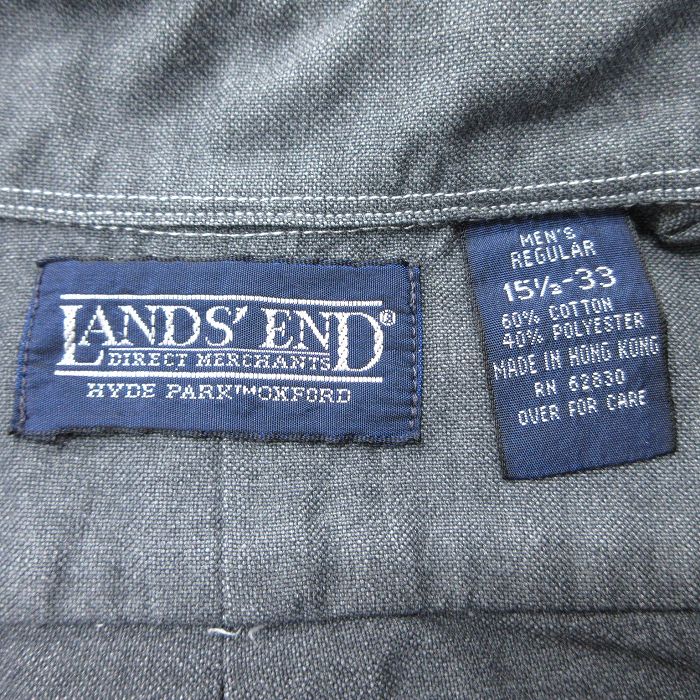 LANDS' END®
DIRECT MERCHANTS
HYDE PARK™OXFORD
MEN'S
REGULAR
15½-33
60% COTTON
40% POLYESTER
MADE IN HONG KONG
RN 62830
OVER FOR CARE